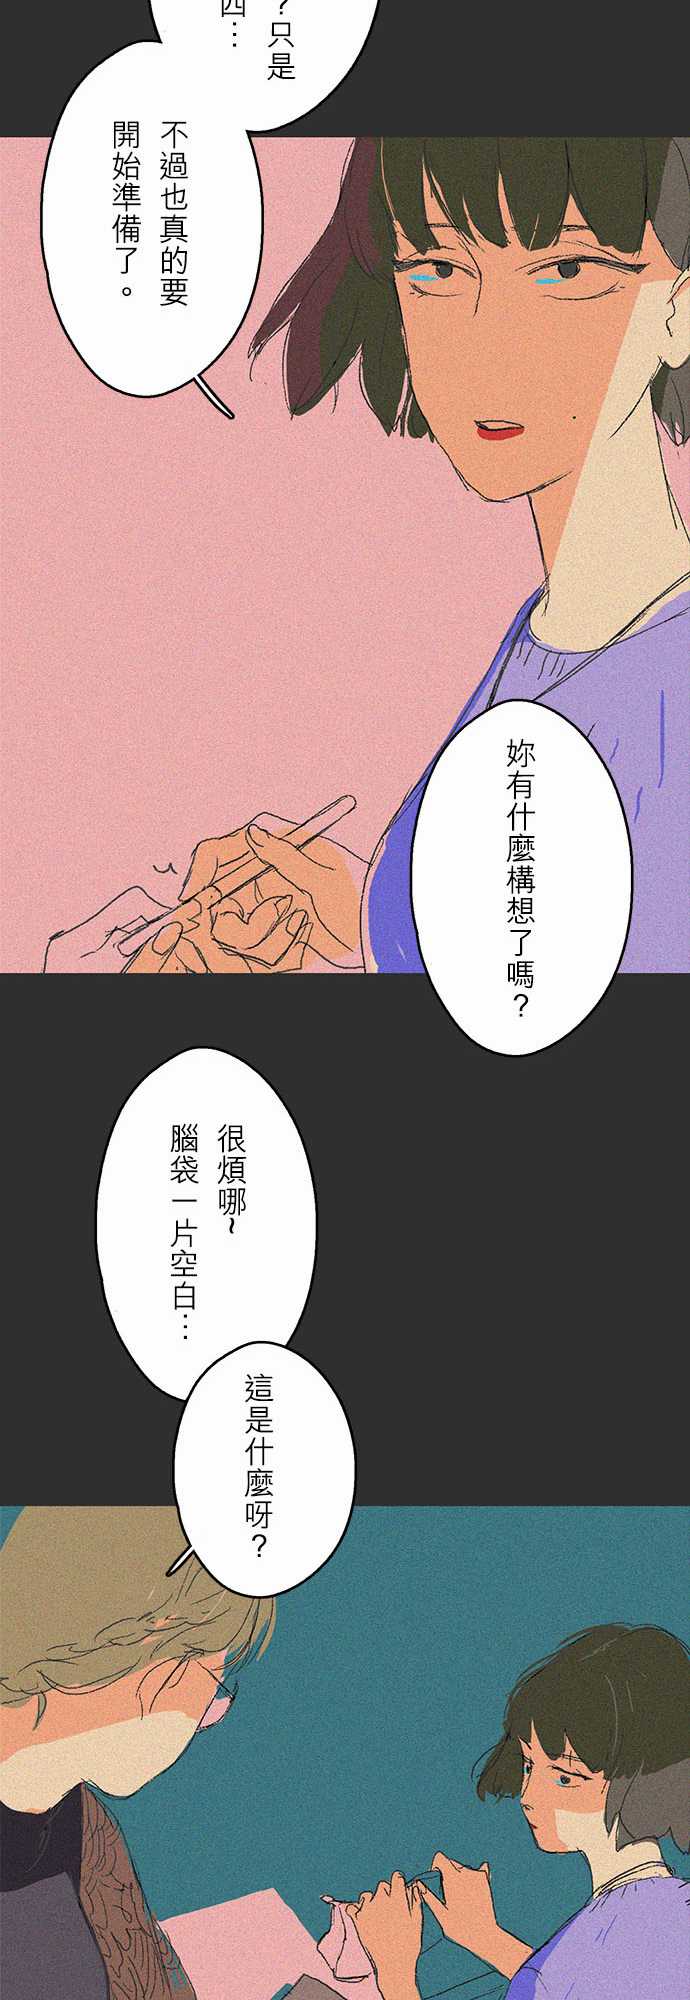 ？只是
四…
不過也真的要
開始準備了。
妳有什麼構想了嗎？
很煩哪~
腦袋一片空白…
這是什麼呀？